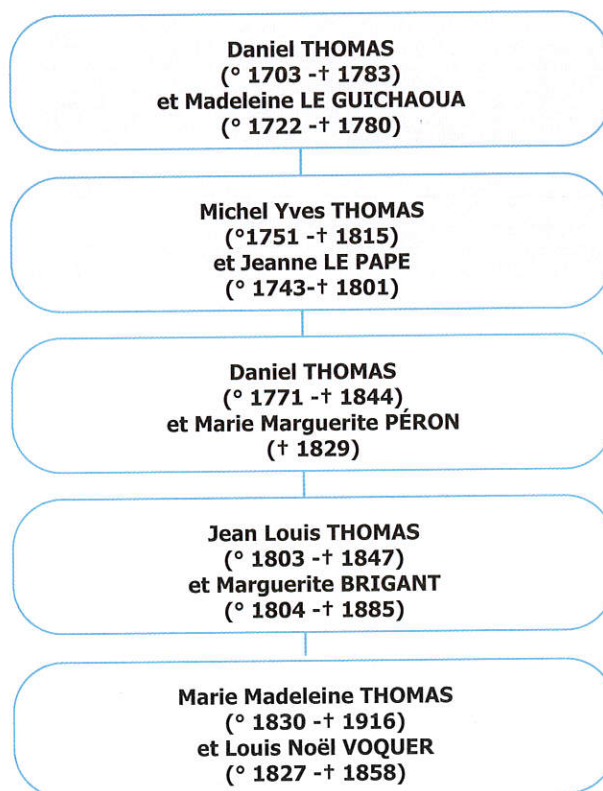 Daniel THOMAS
(° 1703 -† 1783)
et Madeleine LE GUICHAOUA
(° 1722 -† 1780)
Michel Yves THOMAS
(°1751 -† 1815)
et Jeanne LE PAPE
(° 1743-† 1801)
Daniel THOMAS
(° 1771 -† 1844)
et Marie Marguerite PÉRON
(† 1829)
Jean Louis THOMAS
(° 1803 -† 1847)
et Marguerite BRIGANT
(° 1804 -† 1885)
Marie Madeleine THOMAS
(° 1830 -† 1916)
et Louis Noël VOQUER
(° 1827 -† 1858)